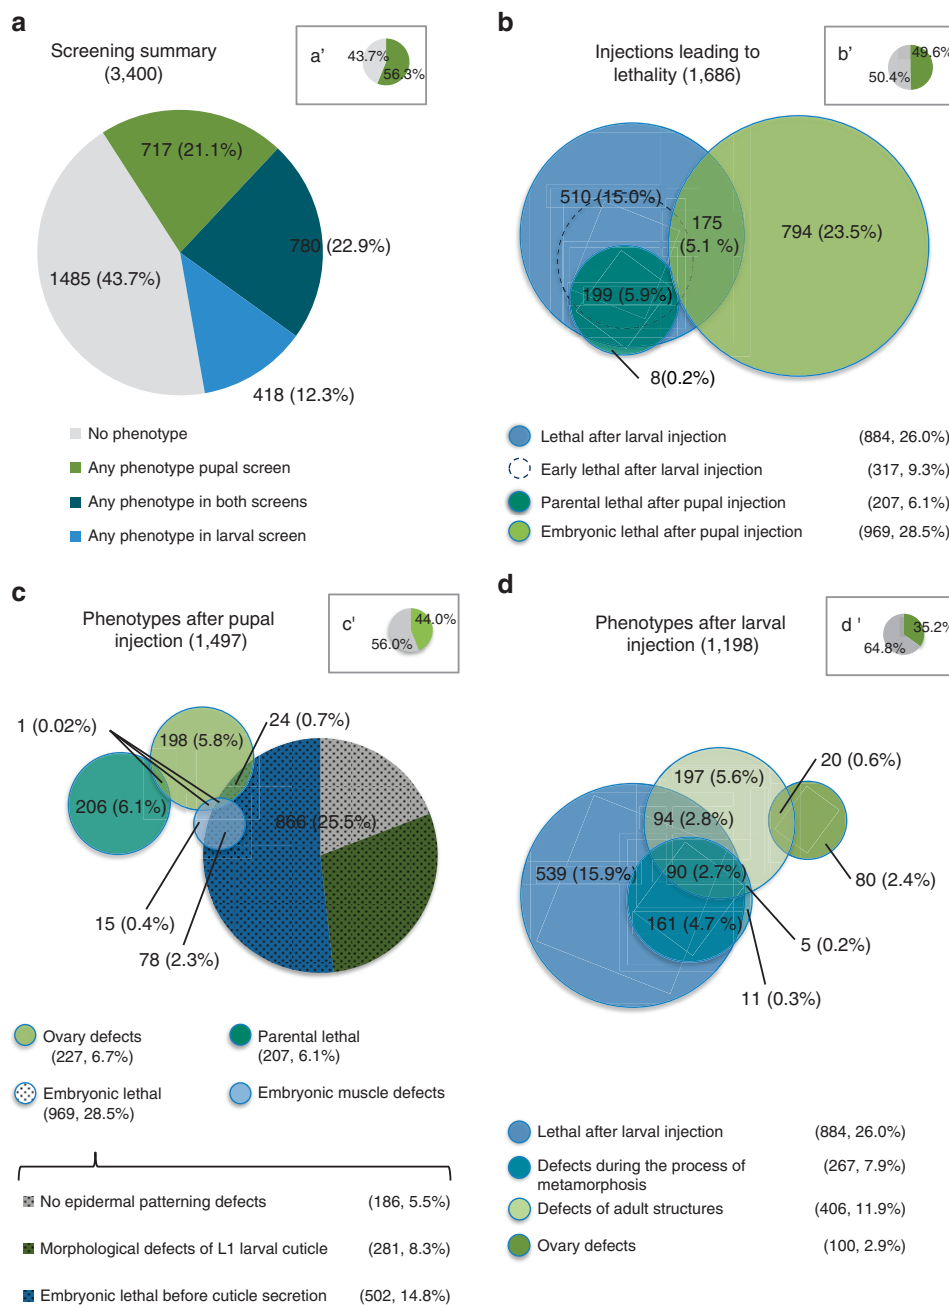 a
Screening summary
(3,400)
a’
43.7%
56.3%
717 (21.1%)
780 (22.9%)
1485 (43.7%)
418 (12.3%)
No phenotype
Any phenotype pupal screen
Any phenotype in both screens
Any phenotype in larval screen
b
Injections leading to
lethality (1,686)
b’
49.6%
50.4%
510 (15.0%)
175
(5.1 %)
794 (23.5%)
199 (5.9%)
8(0.2%)
Lethal after larval injection (884, 26.0%)
Early lethal after larval injection (317, 9.3%)
Parental lethal after pupal injection (207, 6.1%)
Embryonic lethal after pupal injection (969, 28.5%)
c
Phenotypes after pupal
injection (1,497)
c'
44.0%
56.0%
1 (0.02%)
24 (0.7%)
198 (5.8%)
206 (6.1%)
866 (25.5%)
15 (0.4%)
78 (2.3%)
Ovary defects
(227, 6.7%)
Parental lethal
(207, 6.1%)
Embryonic lethal
(969, 28.5%)
Embryonic muscle defects
No epidermal patterning defects (186, 5.5%)
Morphological defects of L1 larval cuticle (281, 8.3%)
Embryonic lethal before cuticle secretion (502, 14.8%)
d
Phenotypes after larval
injection (1,198)
d '
35.2%
64.8%
197 (5.6%)
20 (0.6%)
94 (2.8%)
539 (15.9%)
90 (2.7%)
80 (2.4%)
161 (4.7 %)
5 (0.2%)
11 (0.3%)
Lethal after larval injection (884, 26.0%)
Defects during the process of (267, 7.9%)
metamorphosis
Defects of adult structures (406, 11.9%)
Ovary defects (100, 2.9%)